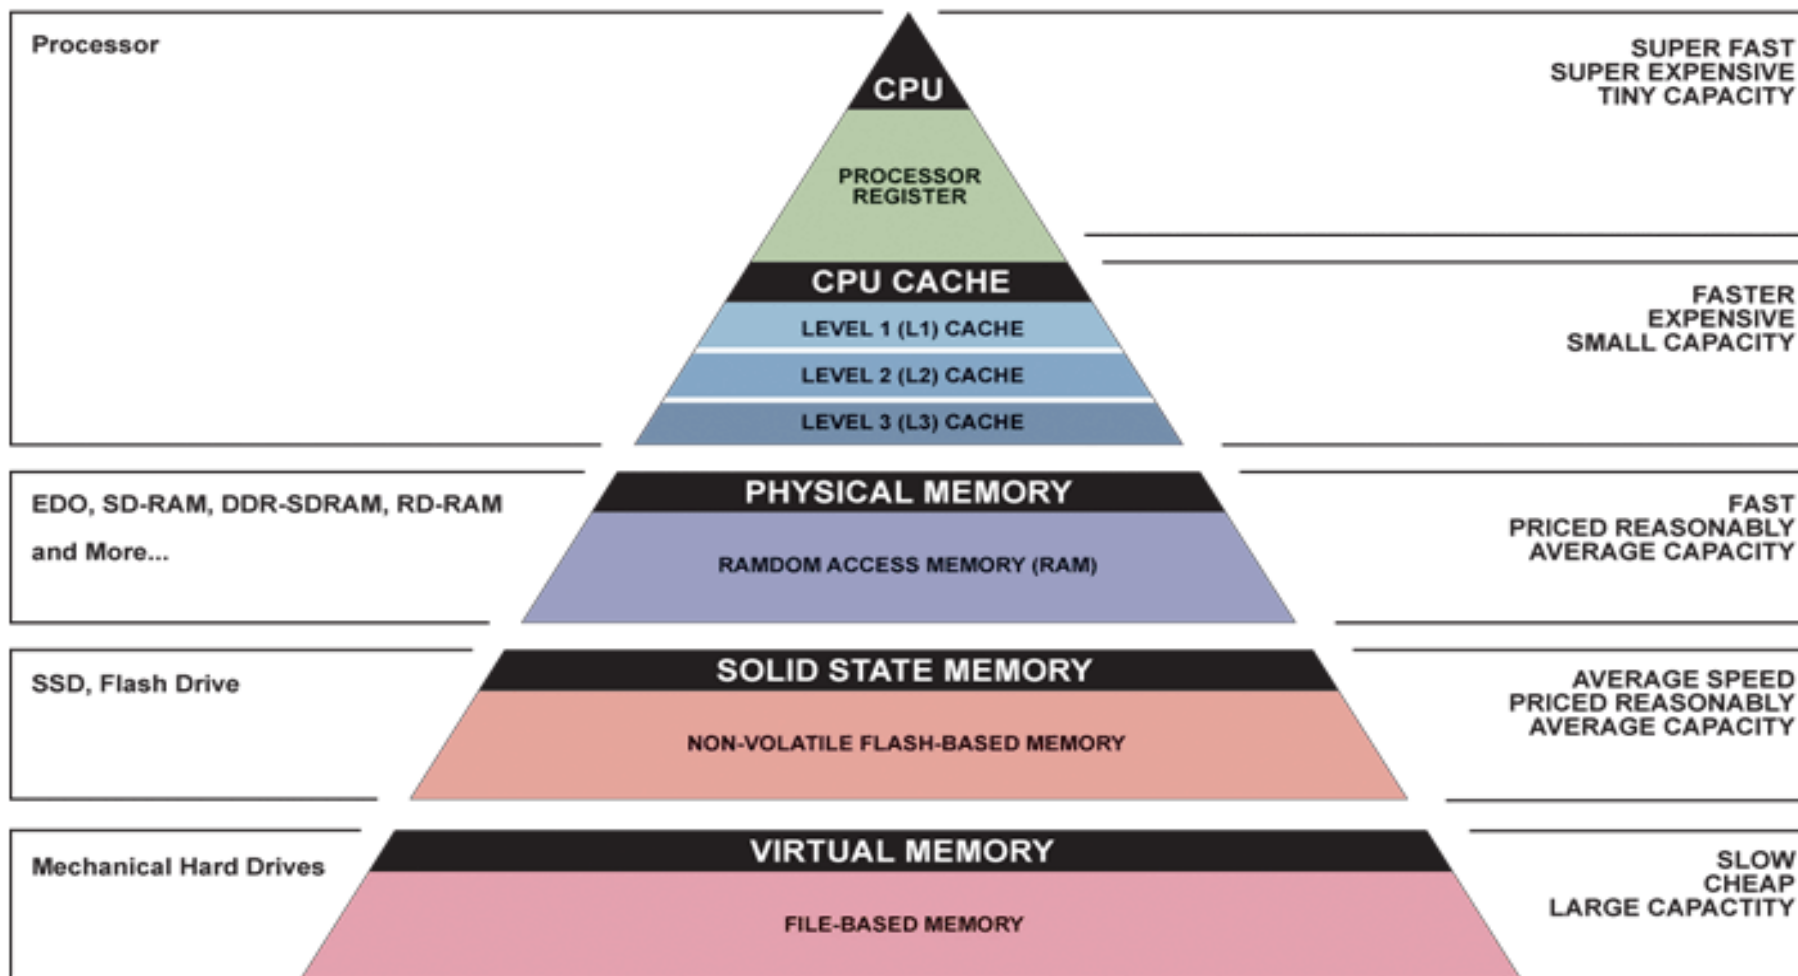 Processor
CPU
SUPER FAST
SUPER EXPENSIVE
TINY CAPACITY
PROCESSOR
REGISTER
CPU CACHE
LEVEL 1 (L1) CACHE
LEVEL 2 (L2) CACHE
LEVEL 3 (L3) CACHE
FASTER
EXPENSIVE
SMALL CAPACITY
EDO, SD-RAM, DDR-SDRAM, RD-RAM
and More...
PHYSICAL MEMORY
RAMDOM ACCESS MEMORY (RAM)
FAST
PRICED REASONABLY
AVERAGE CAPACITY
SSD, Flash Drive
SOLID STATE MEMORY
NON-VOLATILE FLASH-BASED MEMORY
AVERAGE SPEED
PRICED REASONABLY
AVERAGE CAPACITY
Mechanical Hard Drives
VIRTUAL MEMORY
FILE-BASED MEMORY
SLOW
CHEAP
LARGE CAPACTITY